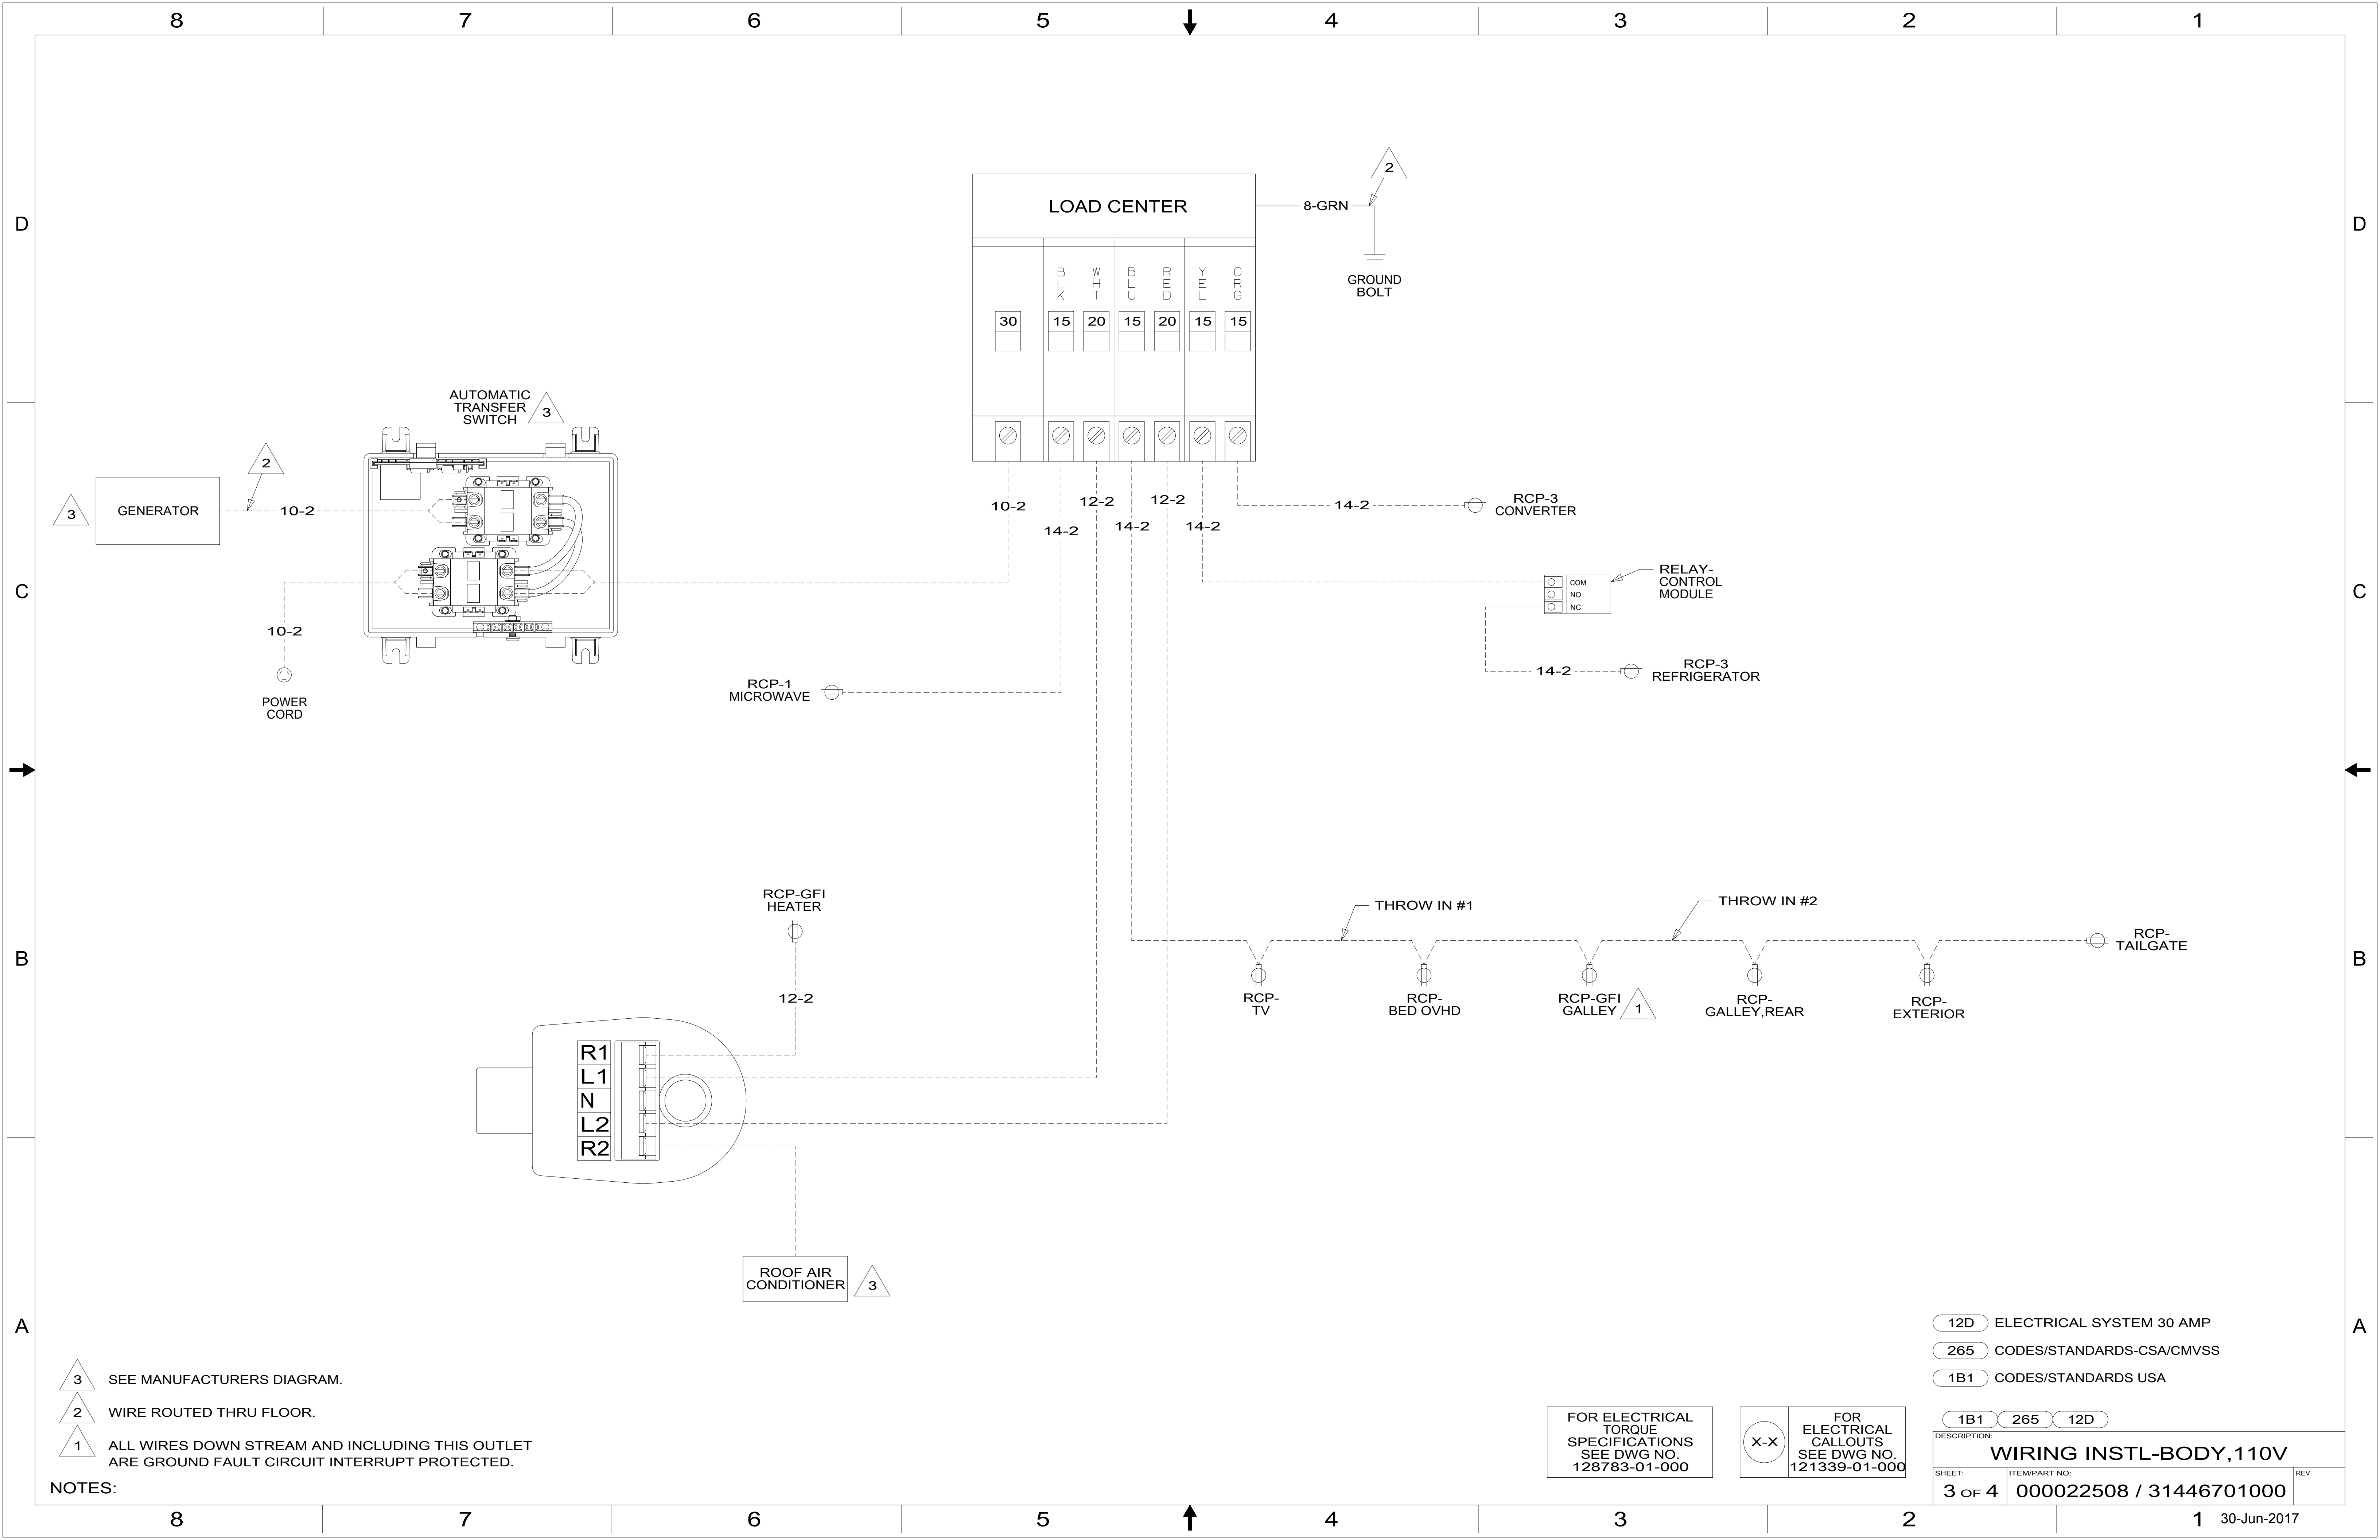 8 7 6 5 4 3 2 1
D
D
LOAD CENTER
8-GRN
2
GROUND
BOLT
BLK WHT BLU RED YEL ORG
30 15 20 15 20 15 15
AUTOMATIC
TRANSFER
SWITCH
3
2
3
GENERATOR
10-2
10-2
POWER
CORD
10-2
14-2
12-2
14-2
12-2
14-2
14-2
RCP-3
CONVERTER
C
C
COM
NO
NC
RELAY-
CONTROL
MODULE
14-2
RCP-3
REFRIGERATOR
RCP-1
MICROWAVE
RCP-GFI
HEATER
12-2
B
B
THROW IN #1
THROW IN #2
RCP-
TV
RCP-
BED OVHD
RCP-GFI
GALLEY
1
RCP-
GALLEY,REAR
RCP-
EXTERIOR
RCP-
TAILGATE
R1
L1
N
L2
R2
ROOF AIR
CONDITIONER
3
A
A
3 SEE MANUFACTURERS DIAGRAM.
2 WIRE ROUTED THRU FLOOR.
1 ALL WIRES DOWN STREAM AND INCLUDING THIS OUTLET
ARE GROUND FAULT CIRCUIT INTERRUPT PROTECTED.
NOTES:
FOR ELECTRICAL
TORQUE
SPECIFICATIONS
SEE DWG NO.
128783-01-000
X-X
FOR
ELECTRICAL
CALLOUTS
SEE DWG NO.
121339-01-000
12D ELECTRICAL SYSTEM 30 AMP
265 CODES/STANDARDS-CSA/CMVSS
1B1 CODES/STANDARDS USA
1B1 265 12D
DESCRIPTION:
WIRING INSTL-BODY,110V
SHEET: ITEM/PART NO: REV
3 OF 4 000022508 / 31446701000
8 7 6 5 4 3 2 1
30-Jun-2017